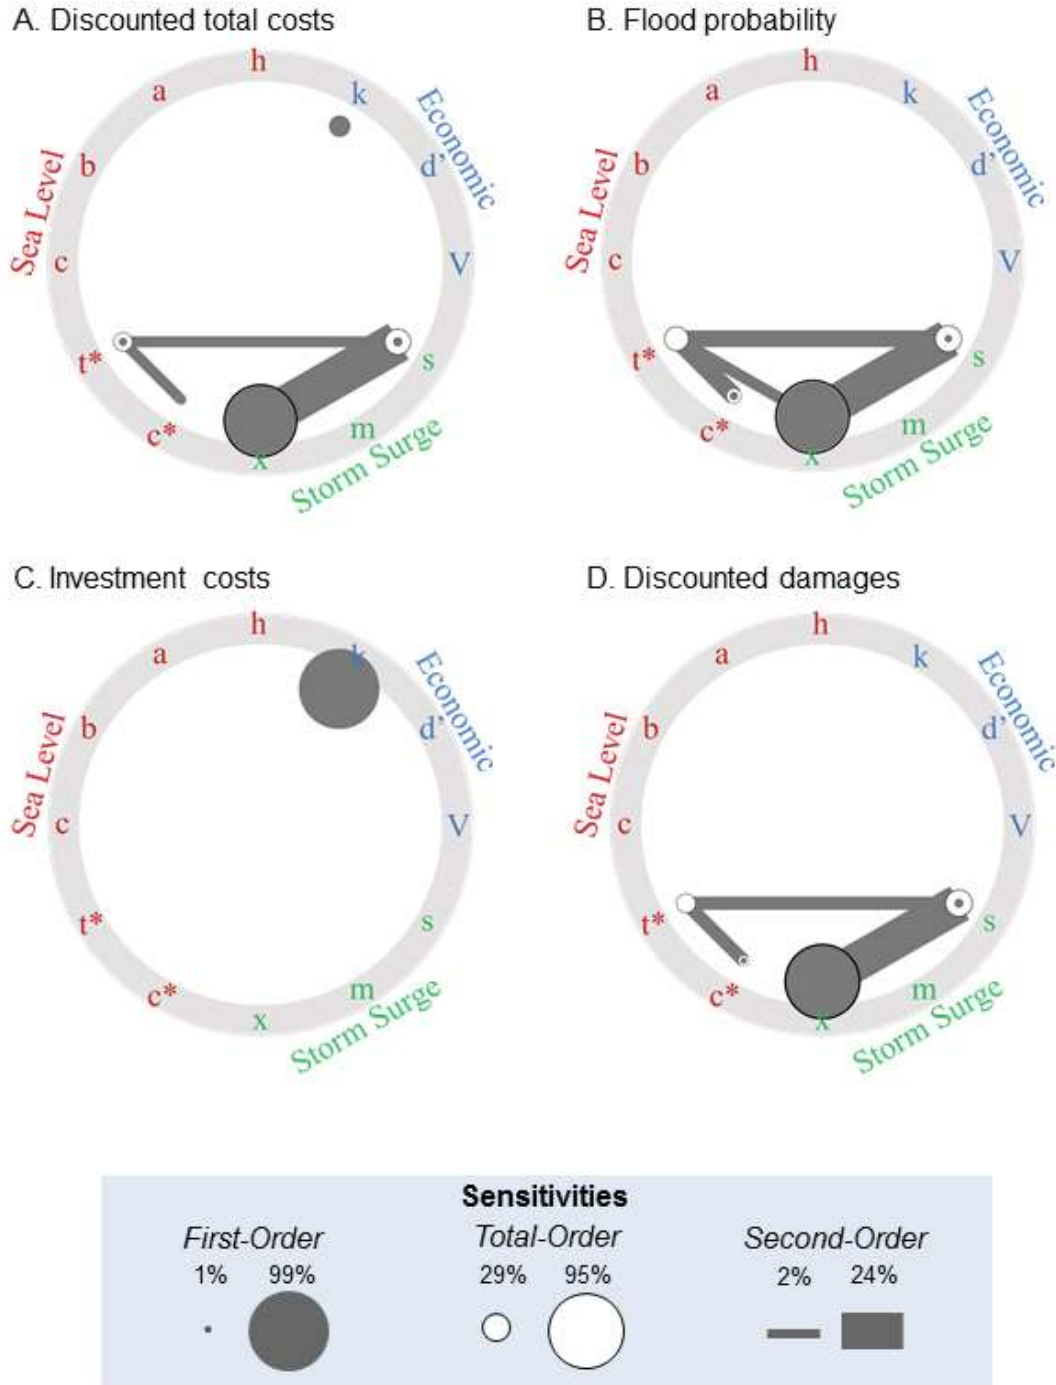 A. Discounted total costs
h
a
k
Economic
b
d'
Sea Level
c
V
t*
s
c*
m
x
Storm Surge
B. Flood probability
h
a
k
Economic
b
d'
Sea Level
c
V
t*
s
c*
m
x
Storm Surge
C. Investment costs
h
a
k
Economic
b
d'
Sea Level
c
V
t*
s
c*
m
x
Storm Surge
D. Discounted damages
h
a
k
Economic
b
d'
Sea Level
c
V
t*
s
c*
m
x
Storm Surge
Sensitivities
First-Order Total-Order Second-Order
1% 99% 29% 95% 2% 24%